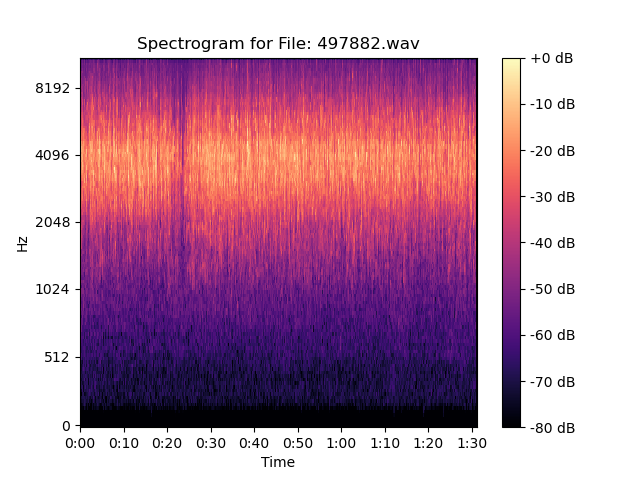 Spectrogram for File: 497882.wav
8192
4096
2048
1024
512
0
Hz
0:00 0:10 0:20 0:30 0:40 0:50 1:00 1:10 1:20 1:30
Time
+0 dB
-10 dB
-20 dB
-30 dB
-40 dB
-50 dB
-60 dB
-70 dB
-80 dB